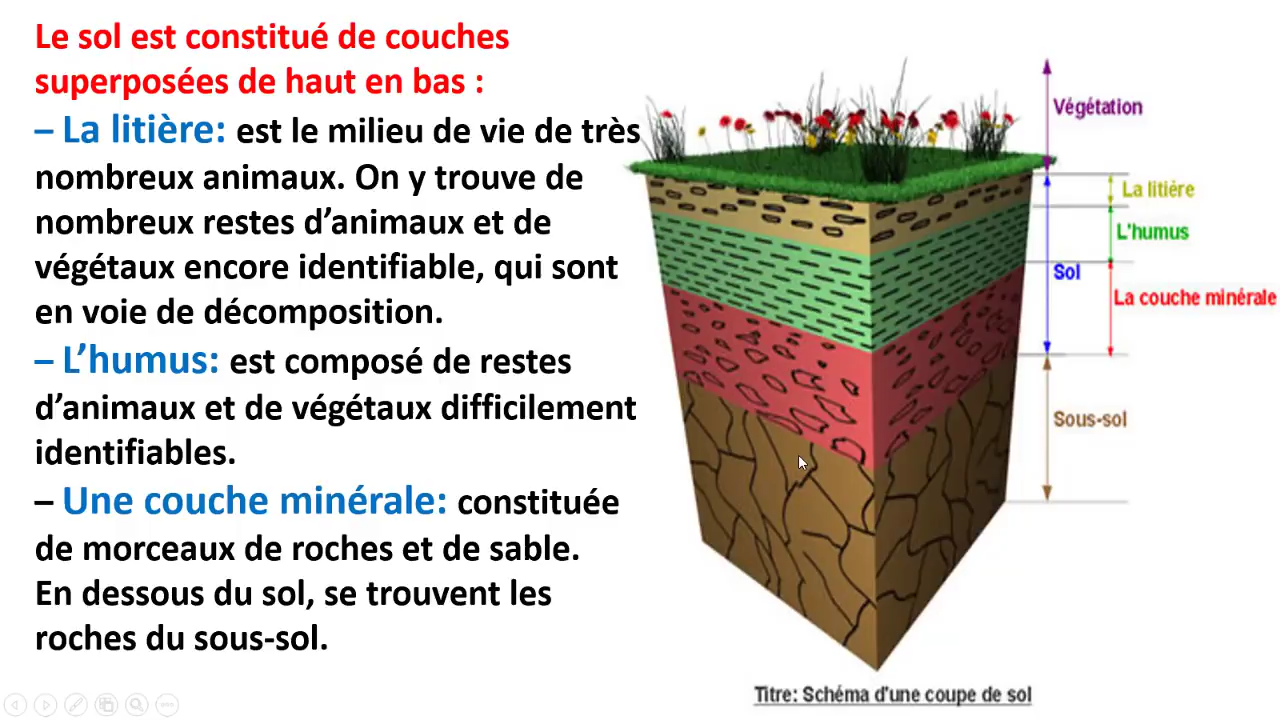 Le sol est constitué de couches
superposées de haut en bas :
– La litière: est le milieu de vie de très
nombreux animaux. On y trouve de
nombreux restes d’animaux et de
végétaux encore identifiable, qui sont
en voie de décomposition.
– L’humus: est composé de restes
d’animaux et de végétaux difficilement
identifiables.
– Une couche minérale: constituée
de morceaux de roches et de sable.
En dessous du sol, se trouvent les
roches du sous-sol.
Végétation
La litiére
L'humus
Sol
La couche minérale
Sous-sol
Titre: Schéma d'une coupe de sol